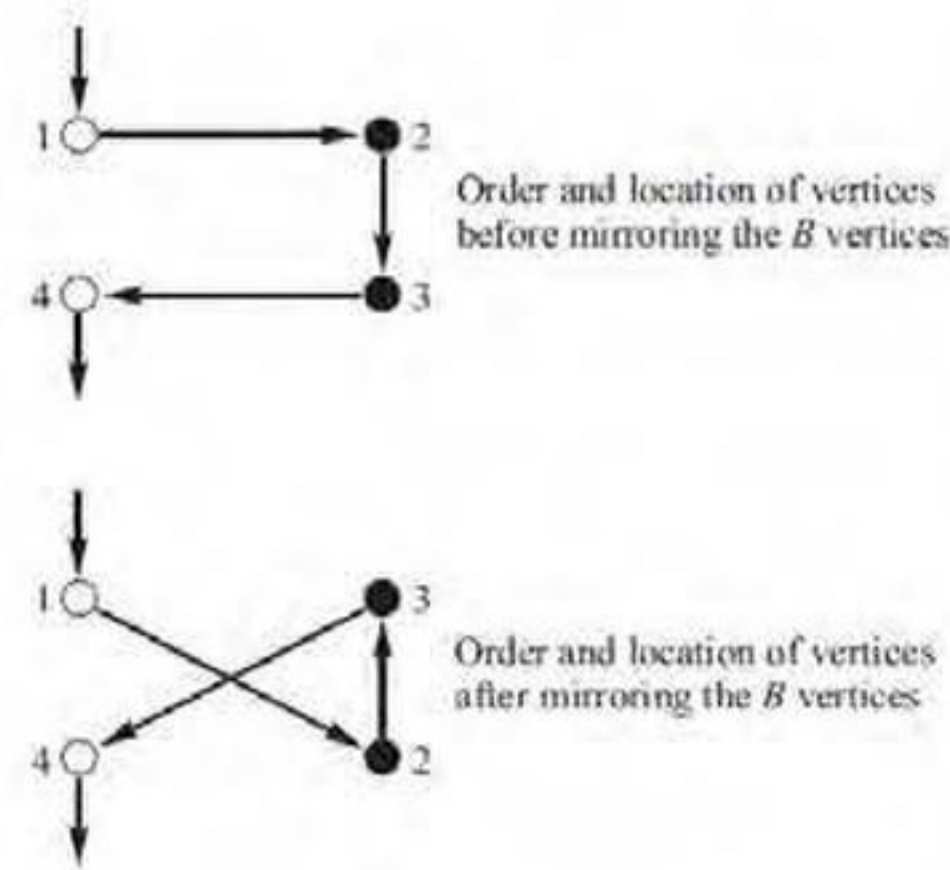 1 2
Order and location of vertices
before mirroring the B vertices
4 3
1 3
Order and location of vertices
after mirroring the B vertices
4 2